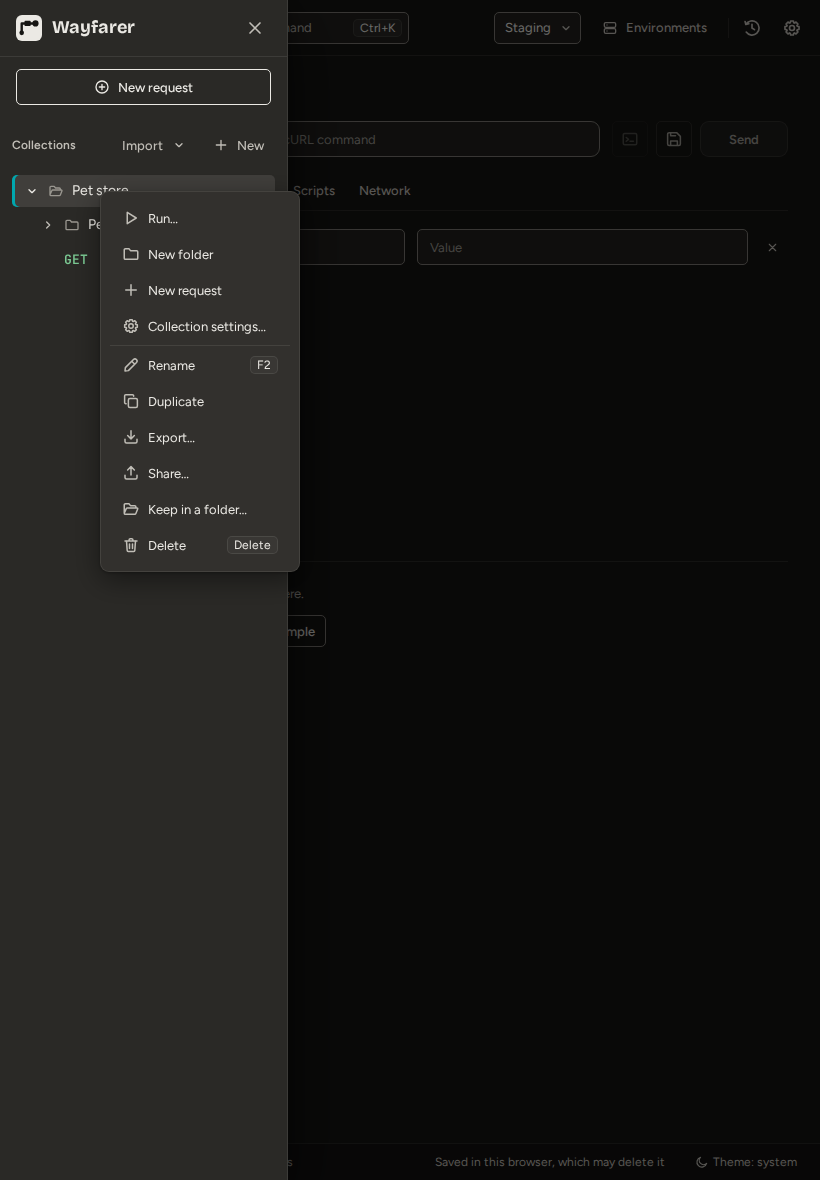 Wayfarer
Ctrl+K
Staging
Environments
New request
Collections
Import
New
cURL command
Send
Pet store
Scripts
Network
Run...
GET
Value
New folder
New request
Collection settings...
Rename
F2
Duplicate
Export...
Share...
Keep in a folder...
Delete
Delete
Saved in this browser, which may delete it
Theme: system